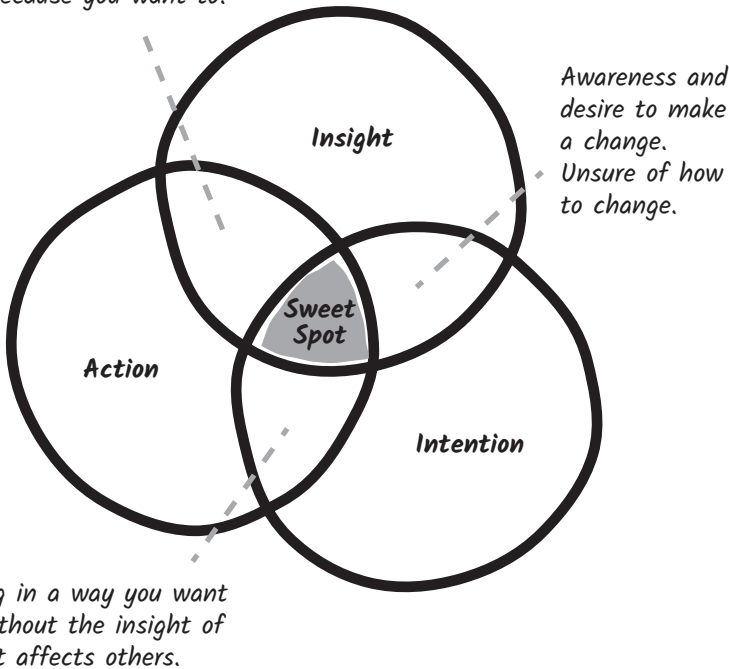 because you want to.
Awareness and
desire to make
a change.
Unsure of how
to change.
Insight
Sweet
Spot
Action
Intention
in a way you want
the insight of
affects others,